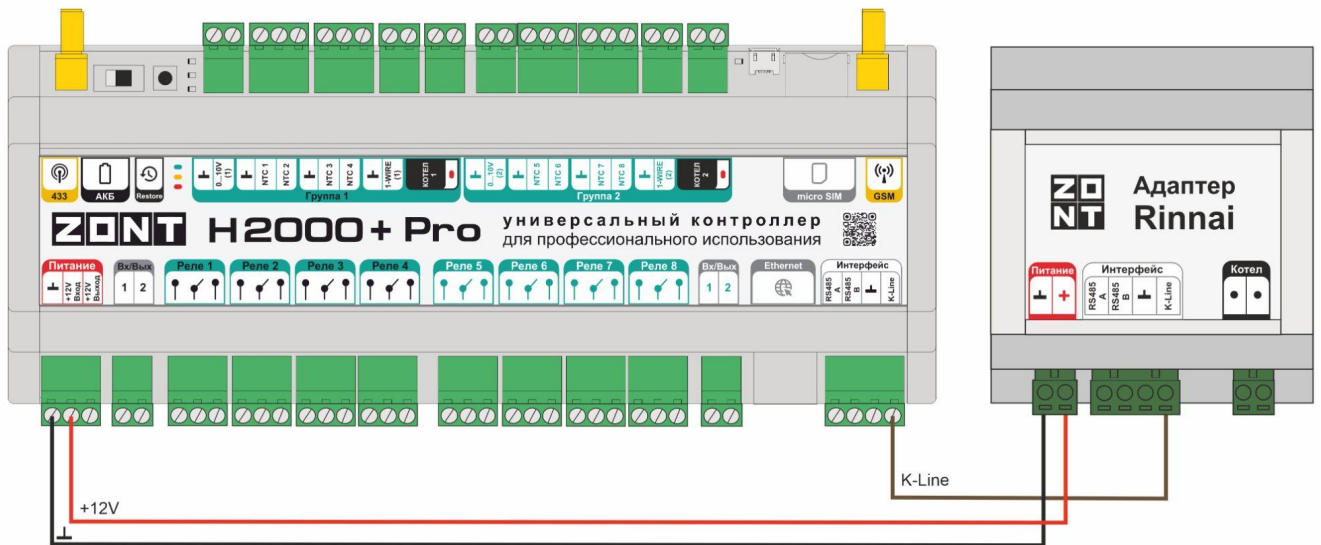 433
АКБ
Restore
⊥
0...10V (1)
⊥
NTC 1
NTC 2
⊥
NTC 3
NTC 4
⊥
1-WIRE (1)
КОТЕЛ 1
Группа 1
⊥
0...10V (2)
⊥
NTC 5
NTC 6
⊥
NTC 7
NTC 8
⊥
1-WIRE (2)
КОТЕЛ 2
Группа 2
micro SIM
GSM
ZONT H2000+ Pro
универсальный контроллер
для профессионального использования
Питание
⊥
+12V Вход
+12V Выход
Вх/Вых
1 2
Реле 1
Реле 2
Реле 3
Реле 4
Реле 5
Реле 6
Реле 7
Реле 8
Вх/Вых
1 2
Ethernet
Интерфейс
RS485 A
RS485 B
⊥
K-Line
ZONT
Адаптер
Rinnai
Питание
⊥ +
Интерфейс
RS485 A
RS485 B
⊥
K-Line
Котел
K-Line
+12V
⊥